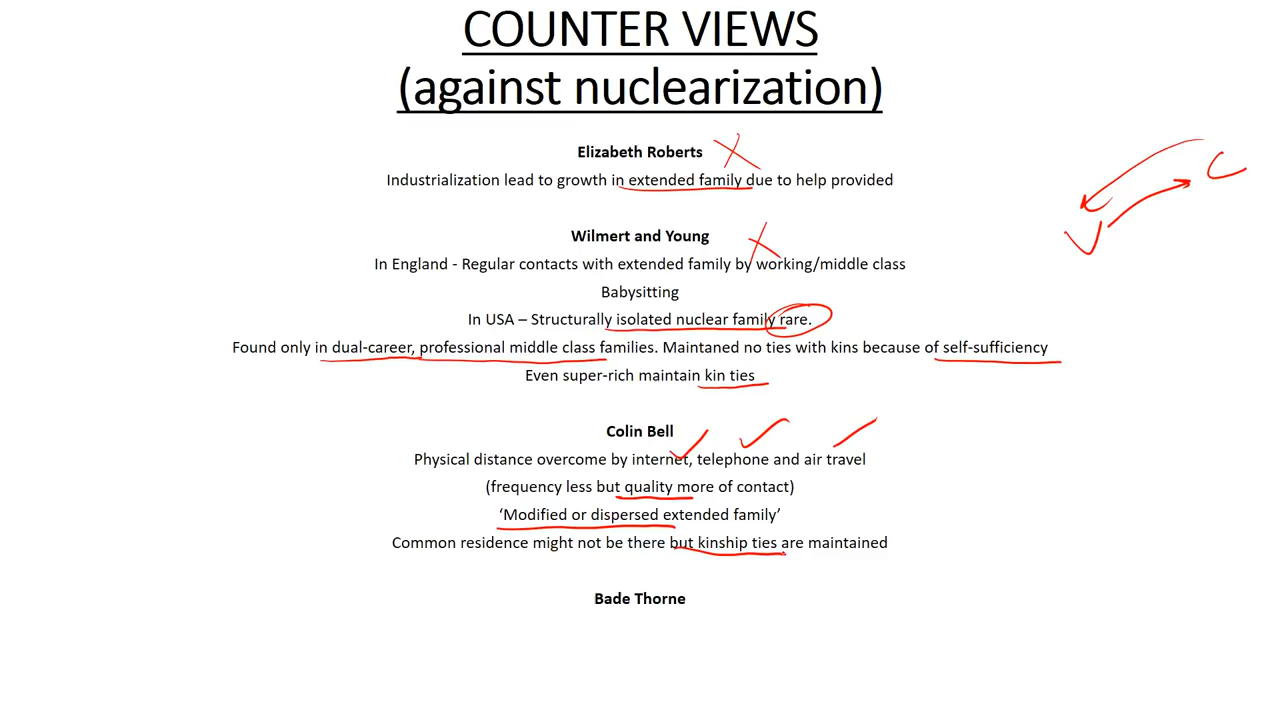 COUNTER VIEWS
(against nuclearization)
Elizabeth Roberts
Industrialization lead to growth in extended family due to help provided
Wilmert and Young
In England - Regular contacts with extended family by working/middle class
Babysitting
In USA – Structurally isolated nuclear family rare.
Found only in dual-career, professional middle class families. Maintaned no ties with kins because of self-sufficiency
Even super-rich maintain kin ties
Colin Bell
Physical distance overcome by internet, telephone and air travel
(frequency less but quality more of contact)
‘Modified or dispersed extended family’
Common residence might not be there but kinship ties are maintained
Bade Thorne
C
V